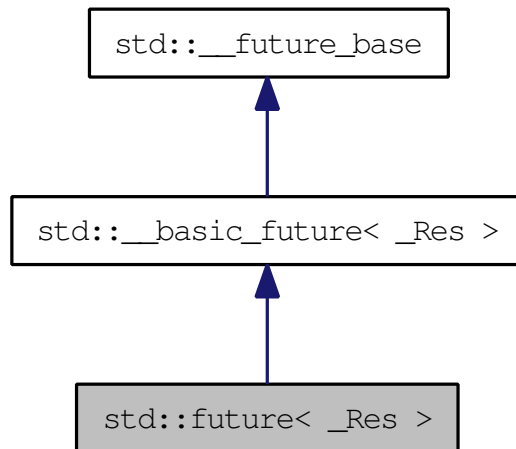 std::__future_base
std::__basic_future< _Res >
std::future< _Res >